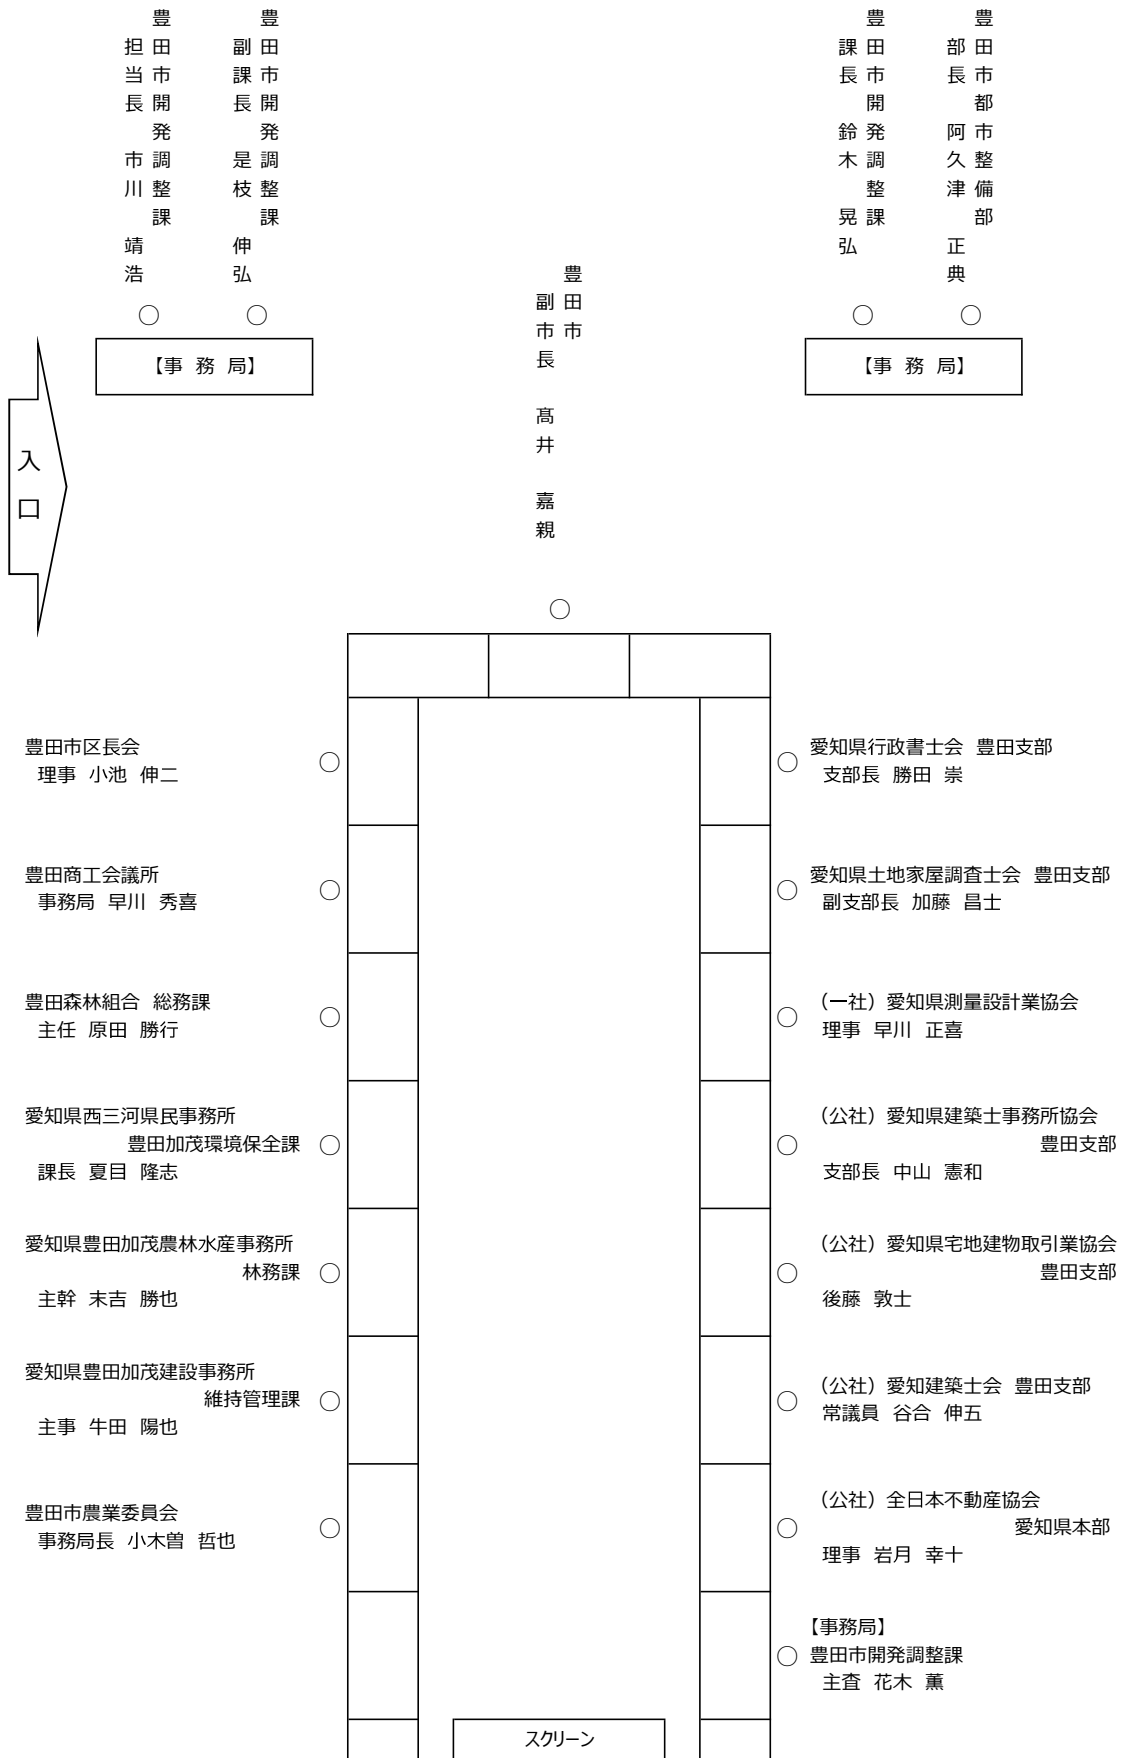 豊田市都市整備部
部長 阿久津 正典
豊田市開発調整課
課長 鈴木 晃弘
豊田市開発調整課
副課長 是枝 伸弘
豊田市開発調整課
担当長 市川 靖浩
【事 務 局】
【事 務 局】
豊田市
副市長 髙井 嘉親
入口
豊田市区長会
理事 小池 伸二
豊田商工会議所
事務局 早川 秀喜
豊田森林組合 総務課
主任 原田 勝行
愛知県西三河県民事務所
豊田加茂環境保全課
課長 夏目 隆志
愛知県豊田加茂農林水産事務所
林務課
主幹 末吉 勝也
愛知県豊田加茂建設事務所
維持管理課
主事 牛田 陽也
豊田市農業委員会
事務局長 小木曽 哲也
愛知県行政書士会 豊田支部
支部長 勝田 崇
愛知県土地家屋調査士会 豊田支部
副支部長 加藤 昌士
(一社)愛知県測量設計業協会
理事 早川 正喜
(公社)愛知県建築士事務所協会
豊田支部
支部長 中山 憲和
(公社)愛知県宅地建物取引業協会
豊田支部
後藤 敦士
(公社)愛知建築士会 豊田支部
常議員 谷合 伸五
(公社)全日本不動産協会
愛知県本部
理事 岩月 幸十
【事務局】
豊田市開発調整課
主査 花木 薫
スクリーン